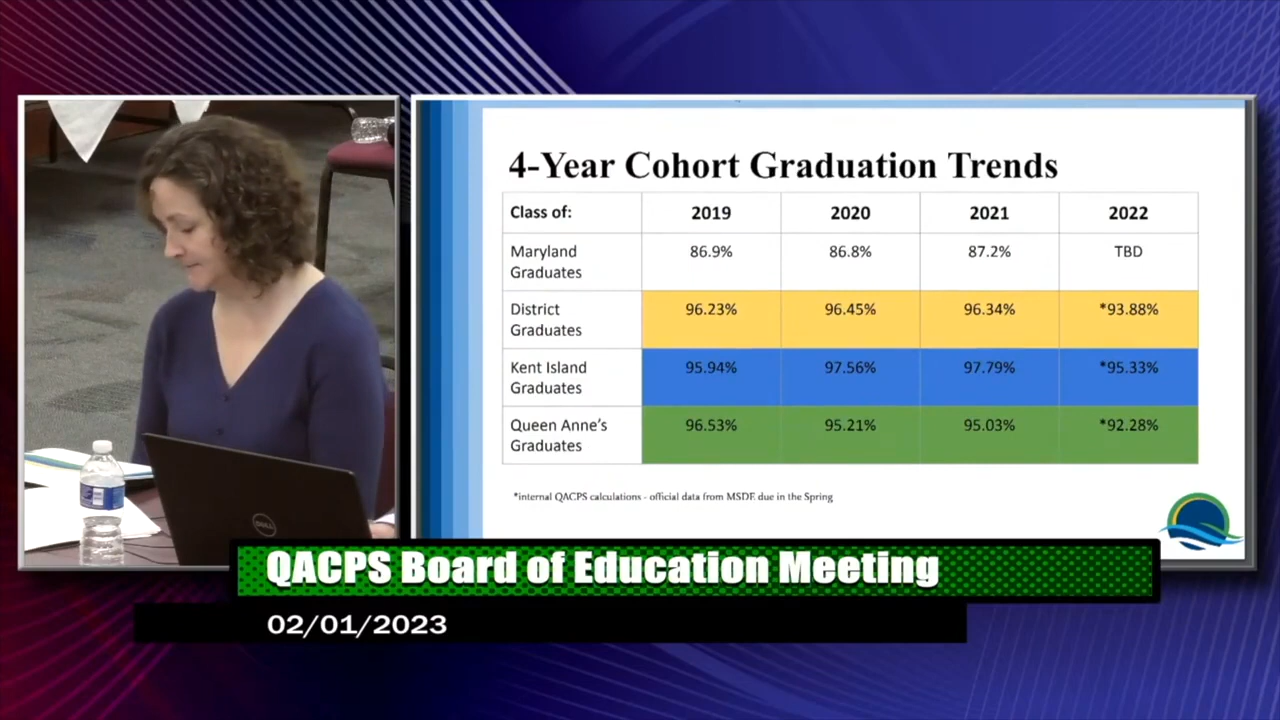 4-Year Cohort Graduation Trends
Class of: 2019 2020 2021 2022
Maryland Graduates 86.9% 86.8% 87.2% TBD
District Graduates 96.23% 96.45% 96.34% *93.88%
Kent Island Graduates 95.94% 97.56% 97.79% *95.33%
Queen Anne's Graduates 96.53% 95.21% 95.03% *92.28%
*internal QACPS calculations - official data from MSDE due in the Spring
DELL
QACPS Board of Education Meeting
02/01/2023